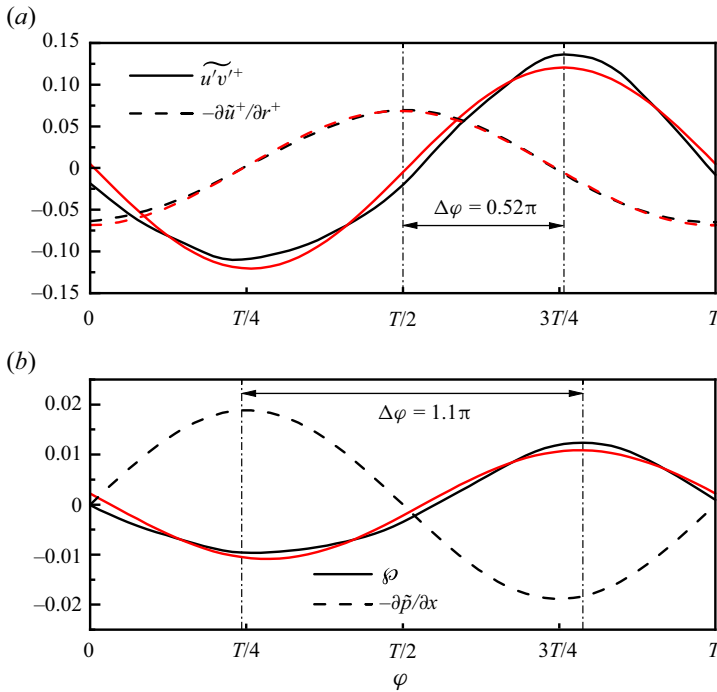 (a)
0.15
0.10
0.05
0
–0.05
–0.10
–0.15
u′v′+
–∂ũ+/∂r+
Δφ = 0.52π
0 T/4 T/2 3T/4 T
(b)
0.02
0.01
0
–0.01
–0.02
Δφ = 1.1π
℘
–∂p̃/∂x
0 T/4 T/2 3T/4 T
φ